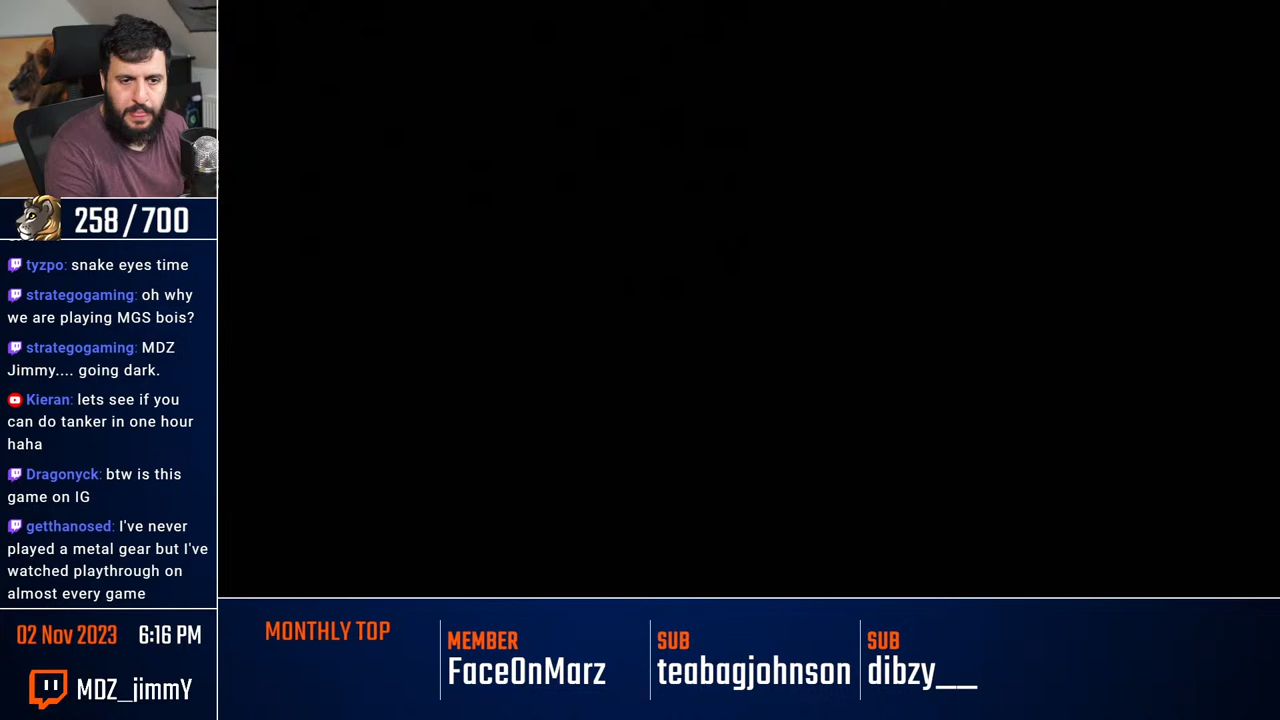 258/700
tyzpo: snake eyes time
strategogaming: oh why
we are playing MGS bois?
strategogaming: MDZ
Jimmy.... going dark.
Kieran: lets see if you
can do tanker in one hour
haha
Dragonyck: btw is this
game on IG
getthanosed: I've never
played a metal gear but I've
watched playthrough on
almost every game
02 Nov 2023 6:16 PM
MDZ_jimmY
MONTHLY TOP
MEMBER
FaceOnMarz
SUB
teabagjohnson
SUB
dibzy__